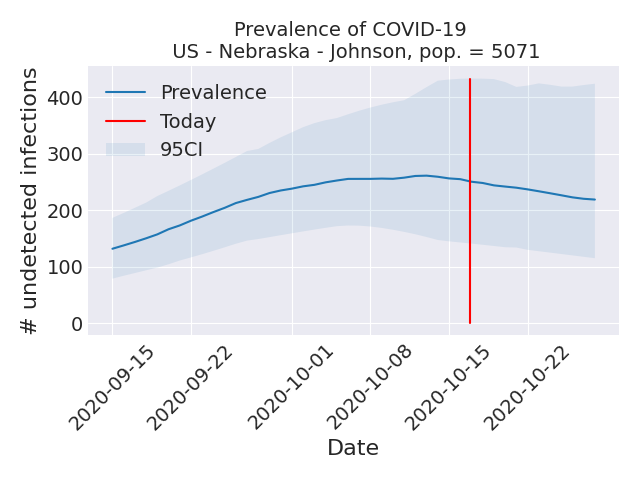 Prevalence of COVID-19
US - Nebraska - Johnson, pop. = 5071
# undetected infections
400
300
200
100
0
Prevalence
Today
95CI
2020-09-15
2020-09-22
2020-10-01
2020-10-08
2020-10-15
2020-10-22
Date